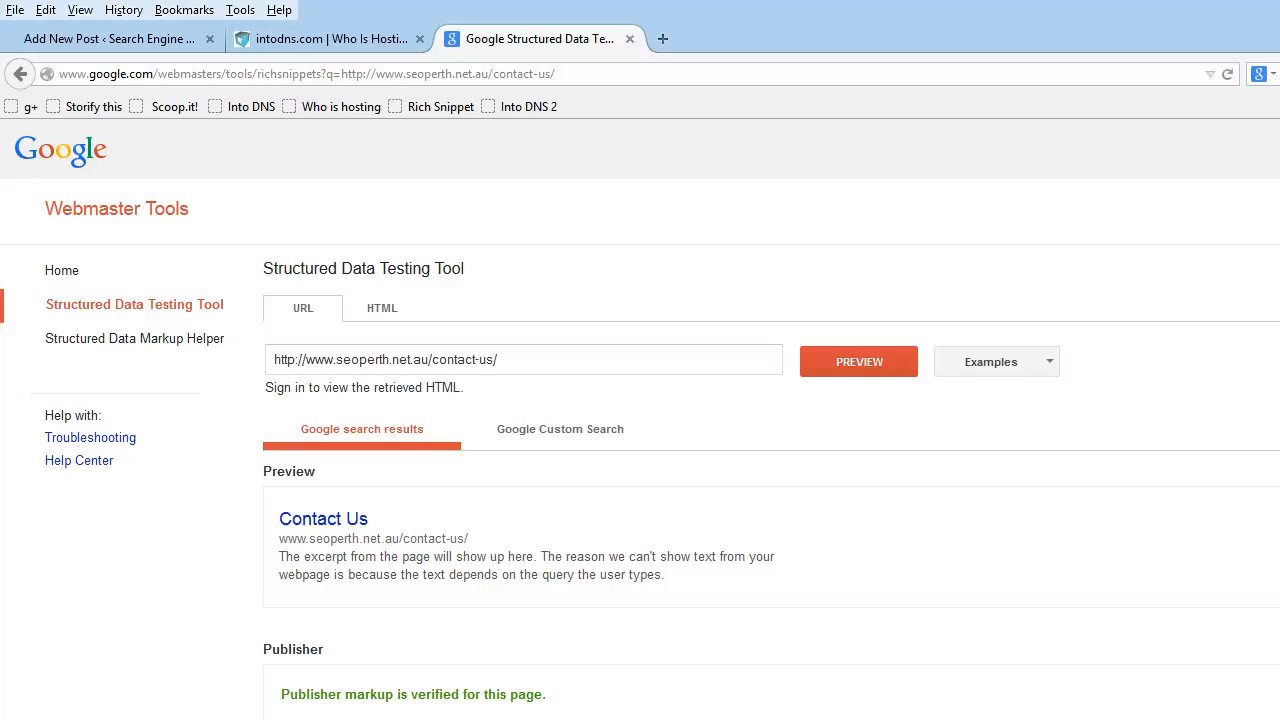 File Edit View History Bookmarks Tools Help
Add New Post ‹ Search Engine ... × intodns.com | Who Is Hosti... × Google Structured Data Te... × +
www.google.com/webmasters/tools/richsnippets?q=http://www.seoperth.net.au/contact-us/
g+ Storify this Scoop.it! Into DNS Who is hosting Rich Snippet Into DNS 2
Google
Webmaster Tools
Home
Structured Data Testing Tool
Structured Data Markup Helper
Help with:
Troubleshooting
Help Center
Structured Data Testing Tool
URL HTML
http://www.seoperth.net.au/contact-us/ PREVIEW Examples
Sign in to view the retrieved HTML.
Google search results Google Custom Search
Preview
Contact Us
www.seoperth.net.au/contact-us/
The excerpt from the page will show up here. The reason we can't show text from your
webpage is because the text depends on the query the user types.
Publisher
Publisher markup is verified for this page.